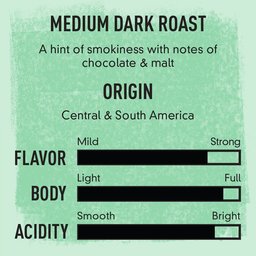 MEDIUM DARK ROAST
A hint of smokiness with notes of
chocolate & malt
ORIGIN
Central & South America
Mild Strong
FLAVOR
Light Full
BODY
Smooth Bright
ACIDITY